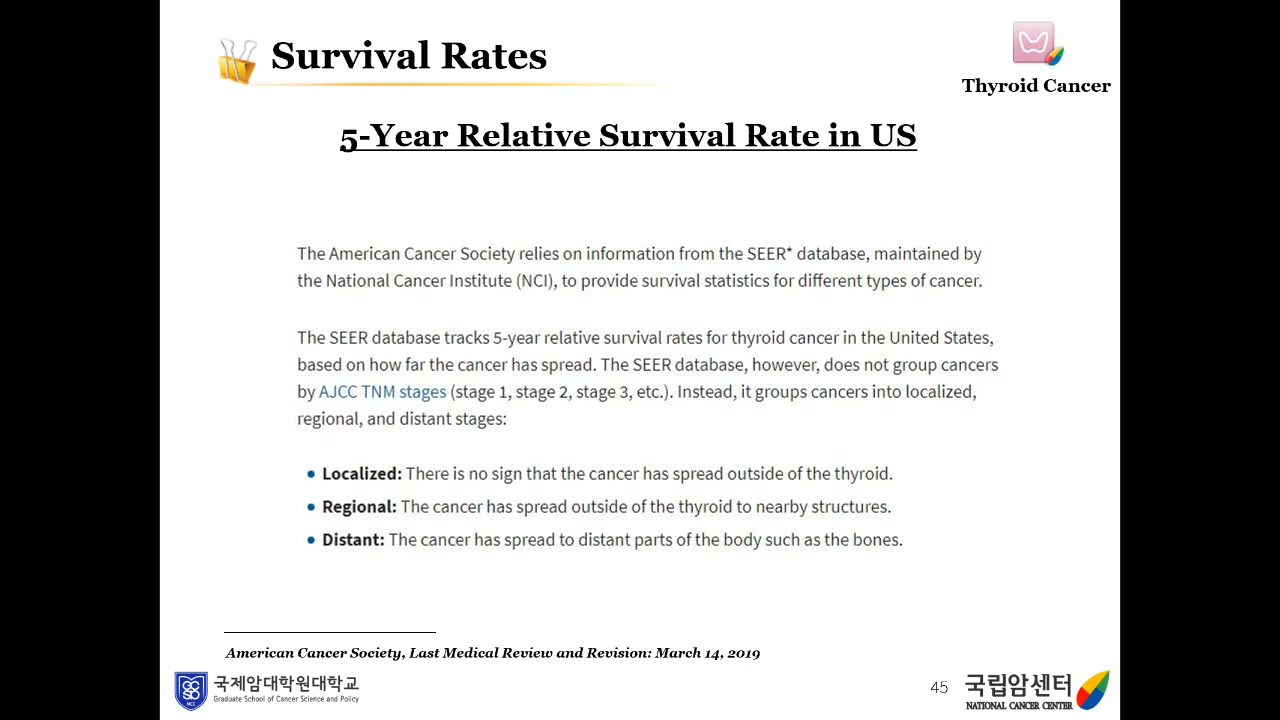 Survival Rates
Thyroid Cancer
5-Year Relative Survival Rate in US
The American Cancer Society relies on information from the SEER* database, maintained by
the National Cancer Institute (NCI), to provide survival statistics for different types of cancer.
The SEER database tracks 5-year relative survival rates for thyroid cancer in the United States,
based on how far the cancer has spread. The SEER database, however, does not group cancers
by AJCC TNM stages (stage 1, stage 2, stage 3, etc.). Instead, it groups cancers into localized,
regional, and distant stages:
• Localized: There is no sign that the cancer has spread outside of the thyroid.
• Regional: The cancer has spread outside of the thyroid to nearby structures.
• Distant: The cancer has spread to distant parts of the body such as the bones.
American Cancer Society, Last Medical Review and Revision: March 14, 2019
국제암대학원대학교
Graduate School of Cancer Science and Policy
45
국립암센터
NATIONAL CANCER CENTER